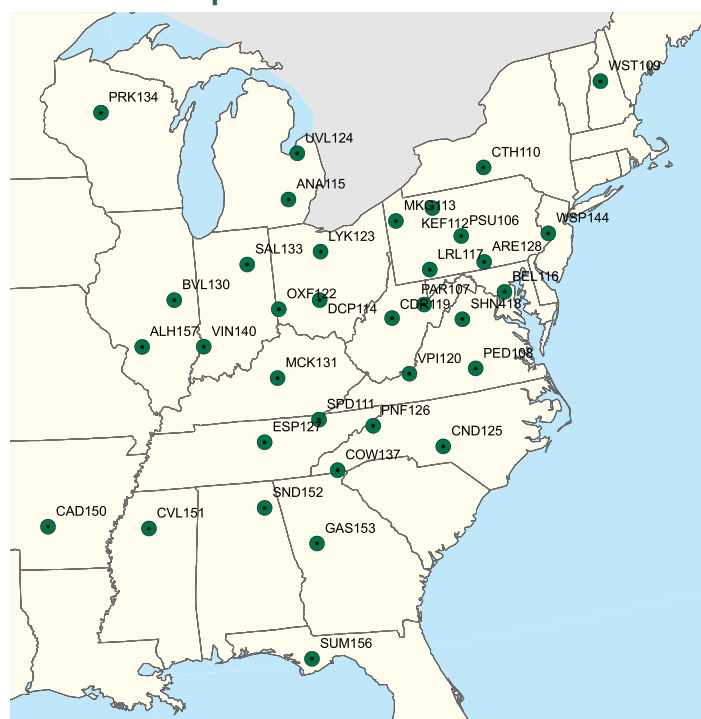 WST109
PRK134
UVL124
CTH110
ANA115
MKG113
KEF112
PSU106
WSP144
LYK123
SAL133
LRL117
ARE128
BEL116
BVL130
OXF122
DCP114
PAR107
CDR119
SHN418
ALH157
VIN140
MCK131
VPI120
PED108
SPD111
PNF126
ESP127
CND125
COW137
SND152
CAD150
CVL151
GAS153
SUM156